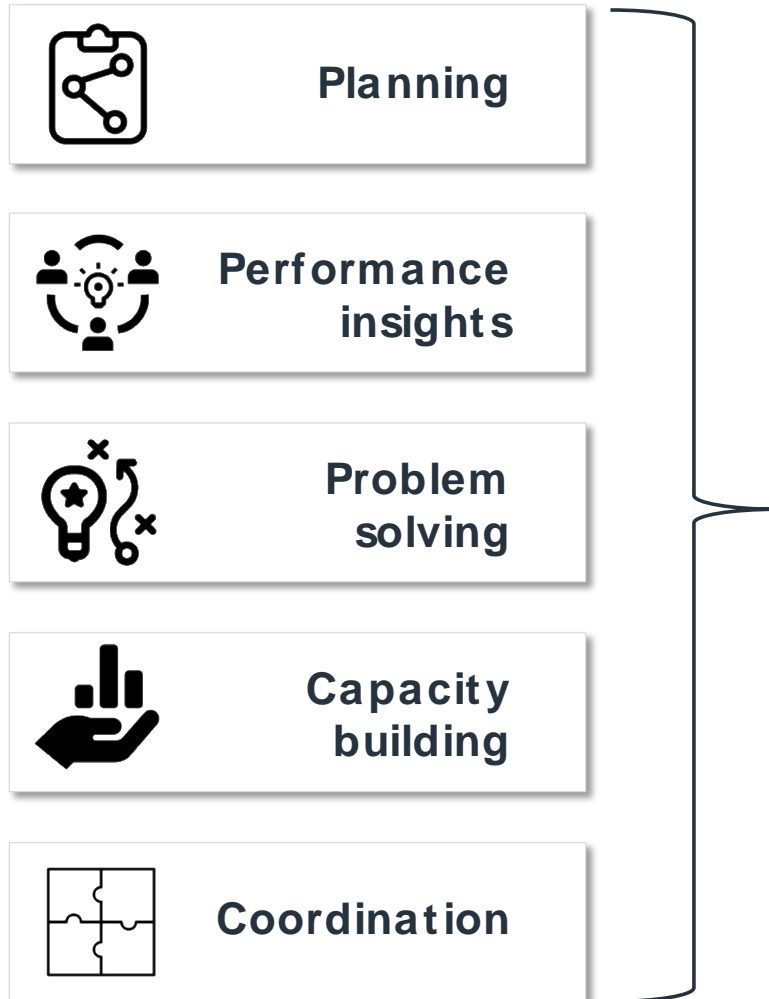 Planning
Performance
insights
Problem
solving
Capacity
building
Coordination